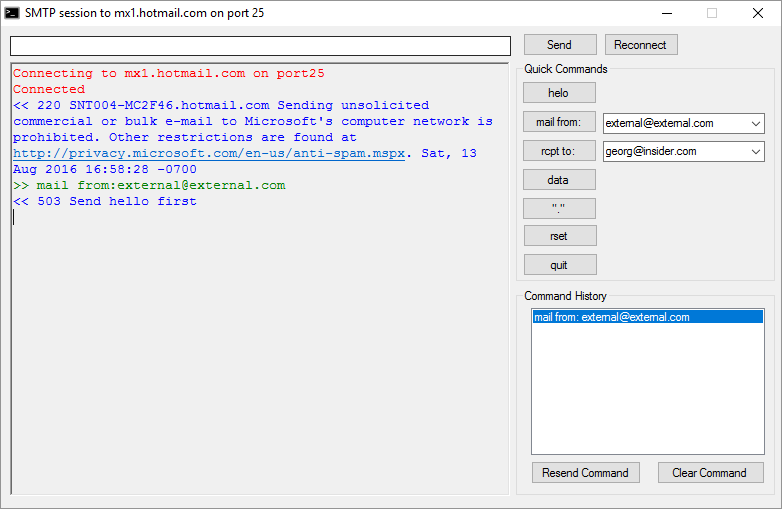 SMTP session to mx1.hotmail.com on port 25
Send
Reconnect
Connecting to mx1.hotmail.com on port25
Connected
<< 220 SNT004-MC2F46.hotmail.com Sending unsolicited
commercial or bulk e-mail to Microsoft's computer network is
prohibited. Other restrictions are found at
http://privacy.microsoft.com/en-us/anti-spam.mspx. Sat, 13
Aug 2016 16:58:28 -0700
>> mail from:external@external.com
<< 503 Send hello first
Quick Commands
helo
mail from:
external@external.com
rcpt to:
georg@insider.com
data
"."
rset
quit
Command History
mail from: external@external.com
Resend Command
Clear Command